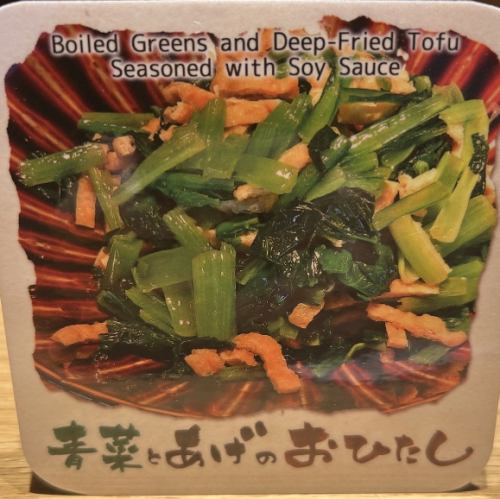 Boiled Greens and Deep-Fried Tofu
Seasoned with Soy Sauce
青菜とあげのおひたし